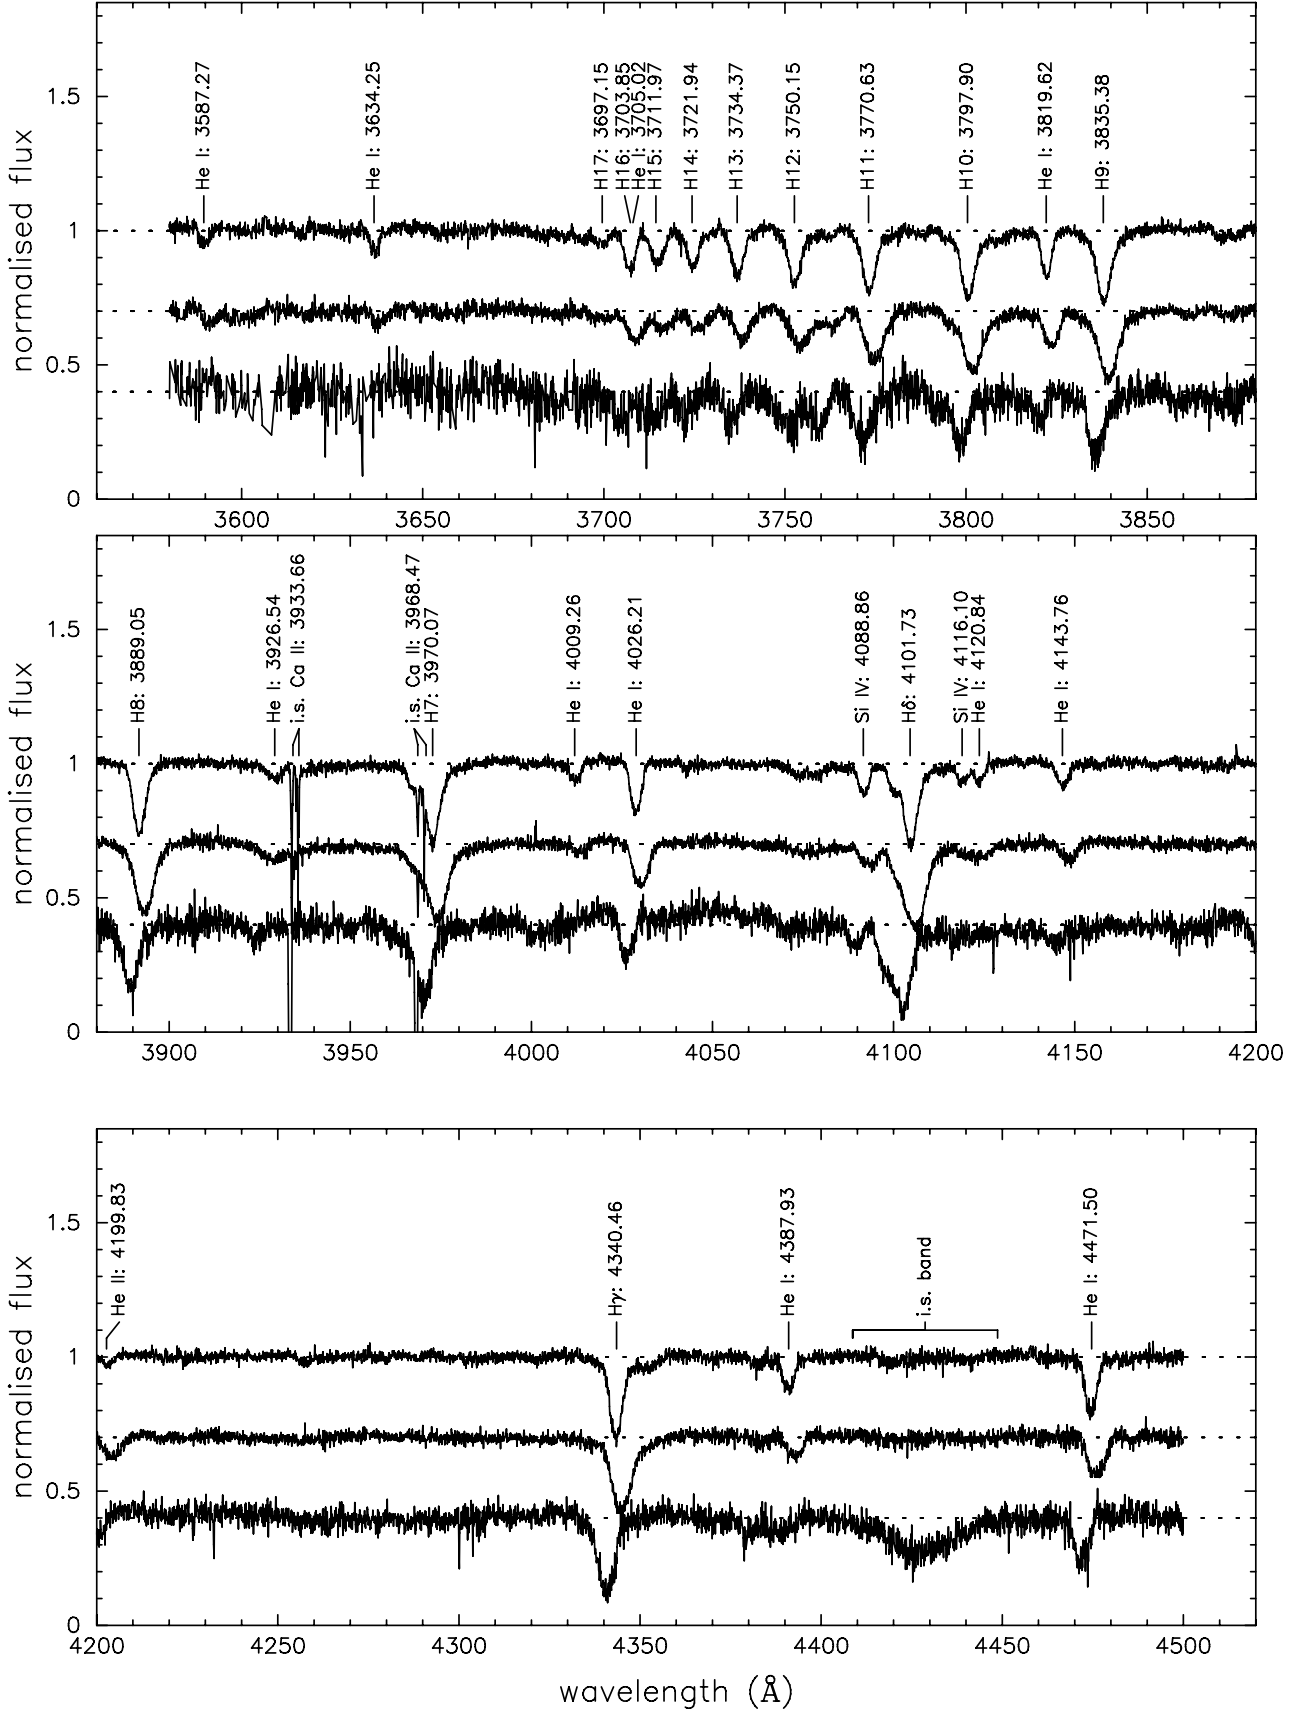 normalised flux
1.5
1
0.5
0
He I: 3587.27
He I: 3634.25
H17: 3697.15
H16: 3703.85
He I: 3705.02
H15: 3711.97
H14: 3721.94
H13: 3734.37
H12: 3750.15
H11: 3770.63
H10: 3797.90
He I: 3819.62
H9: 3835.38
3600
3650
3700
3750
3800
3850
normalised flux
1.5
1
0.5
0
H8: 3889.05
He I: 3926.54
i.s. Ca II: 3933.66
i.s. Ca II: 3968.47
H7: 3970.07
He I: 4009.26
He I: 4026.21
Si IV: 4088.86
Hδ: 4101.73
Si IV: 4116.10
He I: 4120.84
He I: 4143.76
3900
3950
4000
4050
4100
4150
4200
normalised flux
1.5
1
0.5
0
He II: 4199.83
Hγ: 4340.46
He I: 4387.93
i.s. band
He I: 4471.50
4200
4250
4300
4350
4400
4450
4500
wavelength (Å)